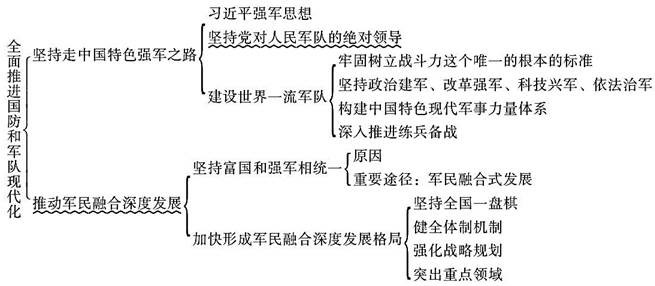 全面推进国防和军队现代化
坚持走中国特色强军之路
习近平强军思想
坚持党对人民军队的绝对领导
建设世界一流军队
牢固树立战斗力这个唯一的根本的标准
坚持政治建军、改革强军、科技兴军、依法治军
构建中国特色现代军事力量体系
深入推进练兵备战
推动军民融合深度发展
坚持富国和强军相统一
原因
重要途径：军民融合式发展
加快形成军民融合深度发展格局
坚持全国一盘棋
健全体制机制
强化战略规划
突出重点领域